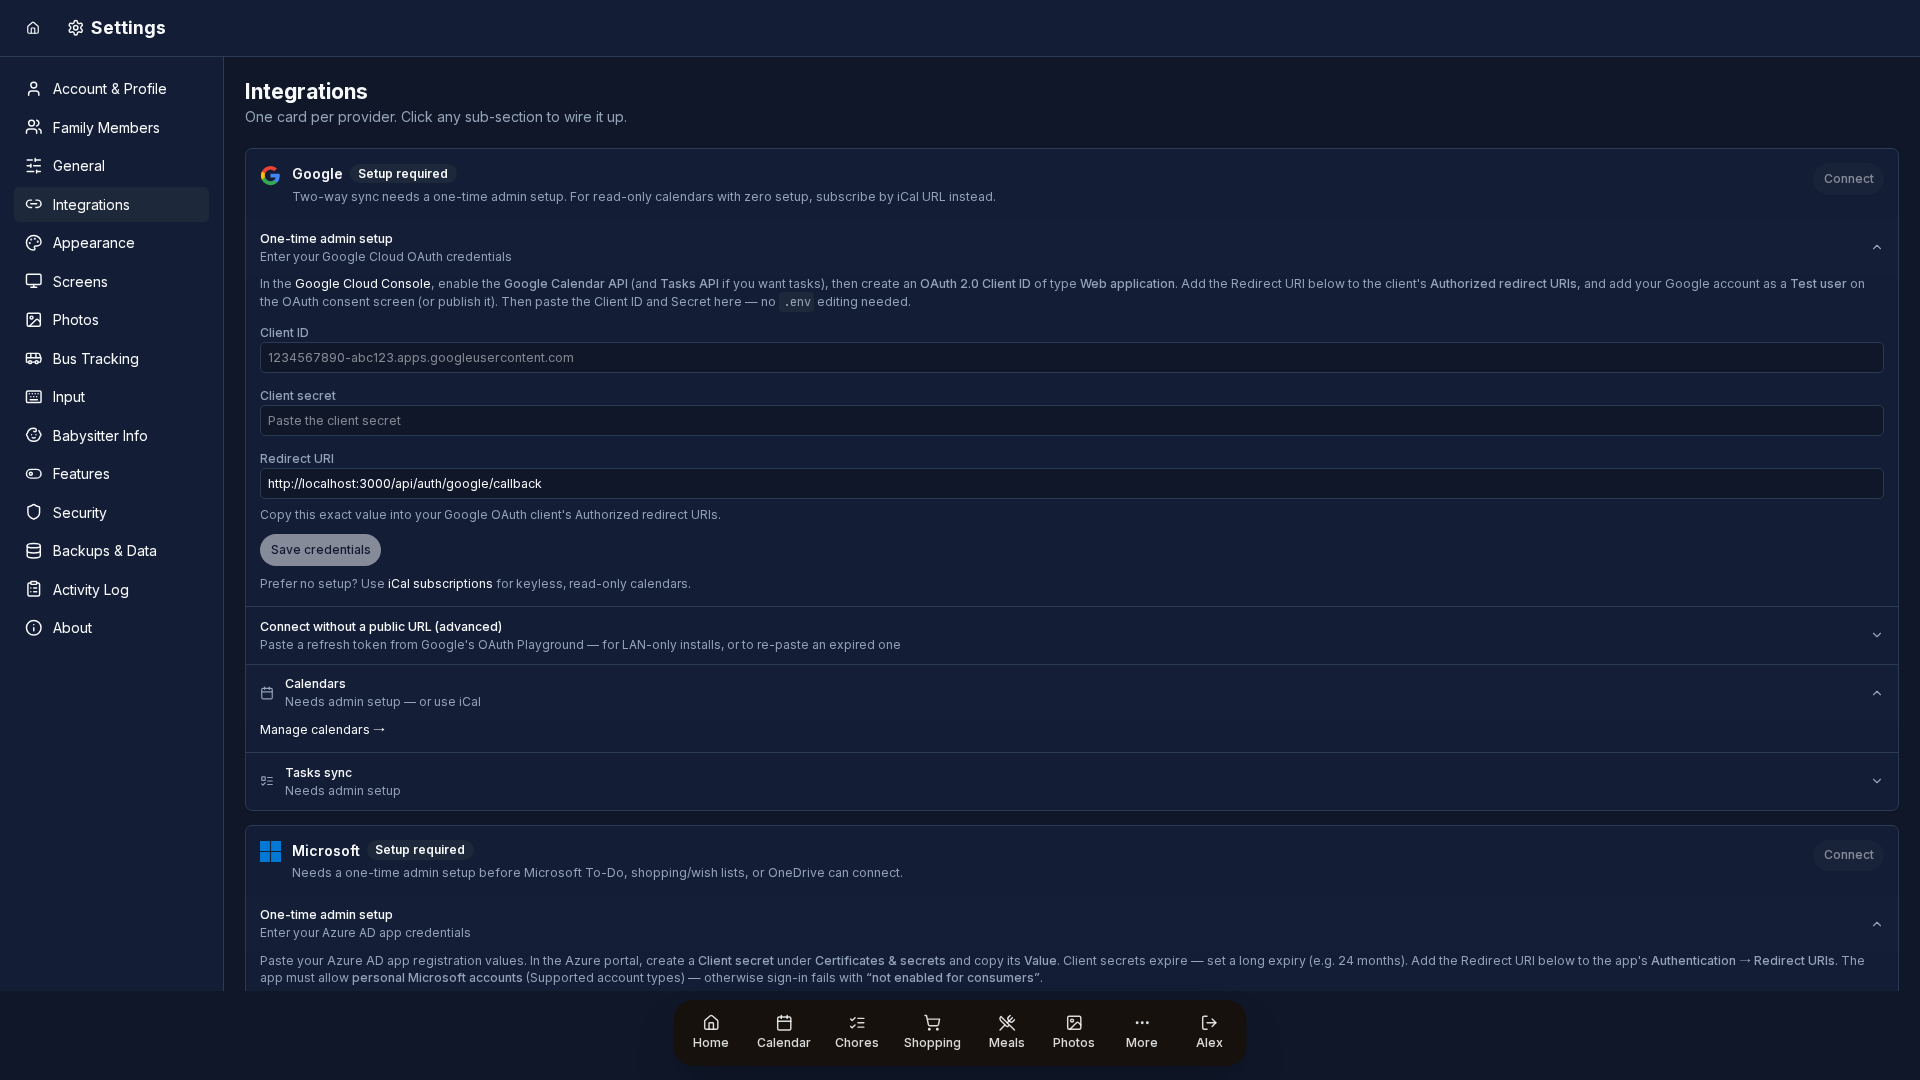 Settings
Account & Profile
Family Members
General
Integrations
Appearance
Screens
Photos
Bus Tracking
Input
Babysitter Info
Features
Security
Backups & Data
Activity Log
About
Integrations
One card per provider. Click any sub-section to wire it up.
Google Setup required
Connect
Two-way sync needs a one-time admin setup. For read-only calendars with zero setup, subscribe by iCal URL instead.
One-time admin setup
Enter your Google Cloud OAuth credentials
In the Google Cloud Console, enable the Google Calendar API (and Tasks API if you want tasks), then create an OAuth 2.0 Client ID of type Web application. Add the Redirect URI below to the client's Authorized redirect URIs, and add your Google account as a Test user on
the OAuth consent screen (or publish it). Then paste the Client ID and Secret here — no .env editing needed.
Client ID
1234567890-abc123.apps.googleusercontent.com
Client secret
Paste the client secret
Redirect URI
http://localhost:3000/api/auth/google/callback
Copy this exact value into your Google OAuth client's Authorized redirect URIs.
Save credentials
Prefer no setup? Use iCal subscriptions for keyless, read-only calendars.
Connect without a public URL (advanced)
Paste a refresh token from Google's OAuth Playground — for LAN-only installs, or to re-paste an expired one
Calendars
Needs admin setup — or use iCal
Manage calendars →
Tasks sync
Needs admin setup
Microsoft Setup required
Connect
Needs a one-time admin setup before Microsoft To-Do, shopping/wish lists, or OneDrive can connect.
One-time admin setup
Enter your Azure AD app credentials
Paste your Azure AD app registration values. In the Azure portal, create a Client secret under Certificates & secrets and copy its Value. Client secrets expire — set a long expiry (e.g. 24 months). Add the Redirect URI below to the app's Authentication → Redirect URIs. The
app must allow personal Microsoft accounts (Supported account types) — otherwise sign-in fails with “not enabled for consumers”.
Home
Calendar
Chores
Shopping
Meals
Photos
More
Alex